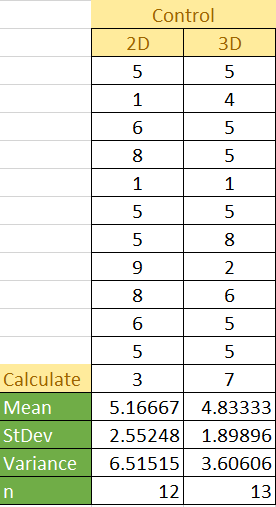 Control
2D 3D
5 5
1 4
6 5
8 5
1 1
5 5
5 8
9 2
8 6
6 5
5 5
Calculate 3 7
Mean 5.16667 4.83333
StDev 2.55248 1.89896
Variance 6.51515 3.60606
n 12 13